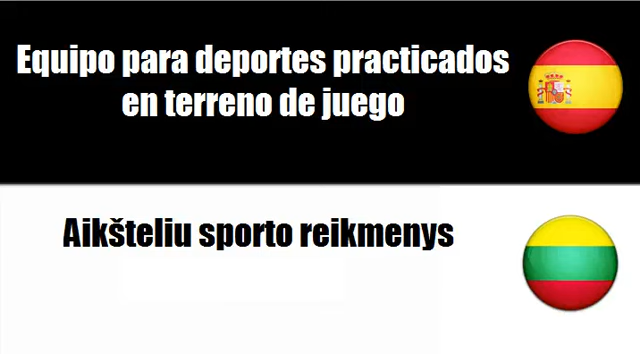 Equipo para deportes practicados
en terreno de juego
Aikšteliu sporto reikmenys